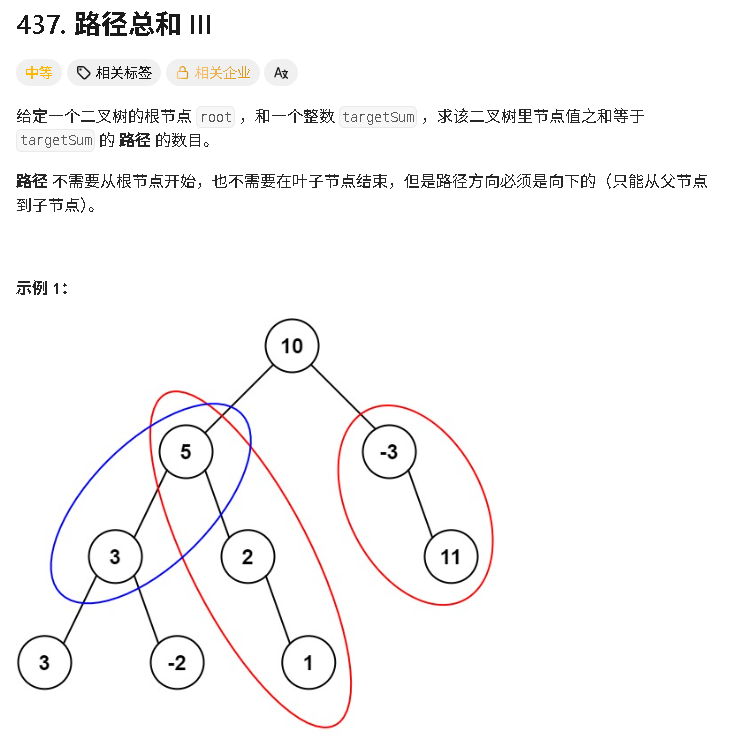 437. 路径总和 III
中等 相关标签 相关企业 Aʐ
给定一个二叉树的根节点 root ，和一个整数 targetSum ，求该二叉树里节点值之和等于
targetSum 的 路径 的数目。
路径 不需要从根节点开始，也不需要在叶子节点结束，但是路径方向必须是向下的（只能从父节点
到子节点）。
示例 1：
10
5 -3
3 2 11
3 -2 1